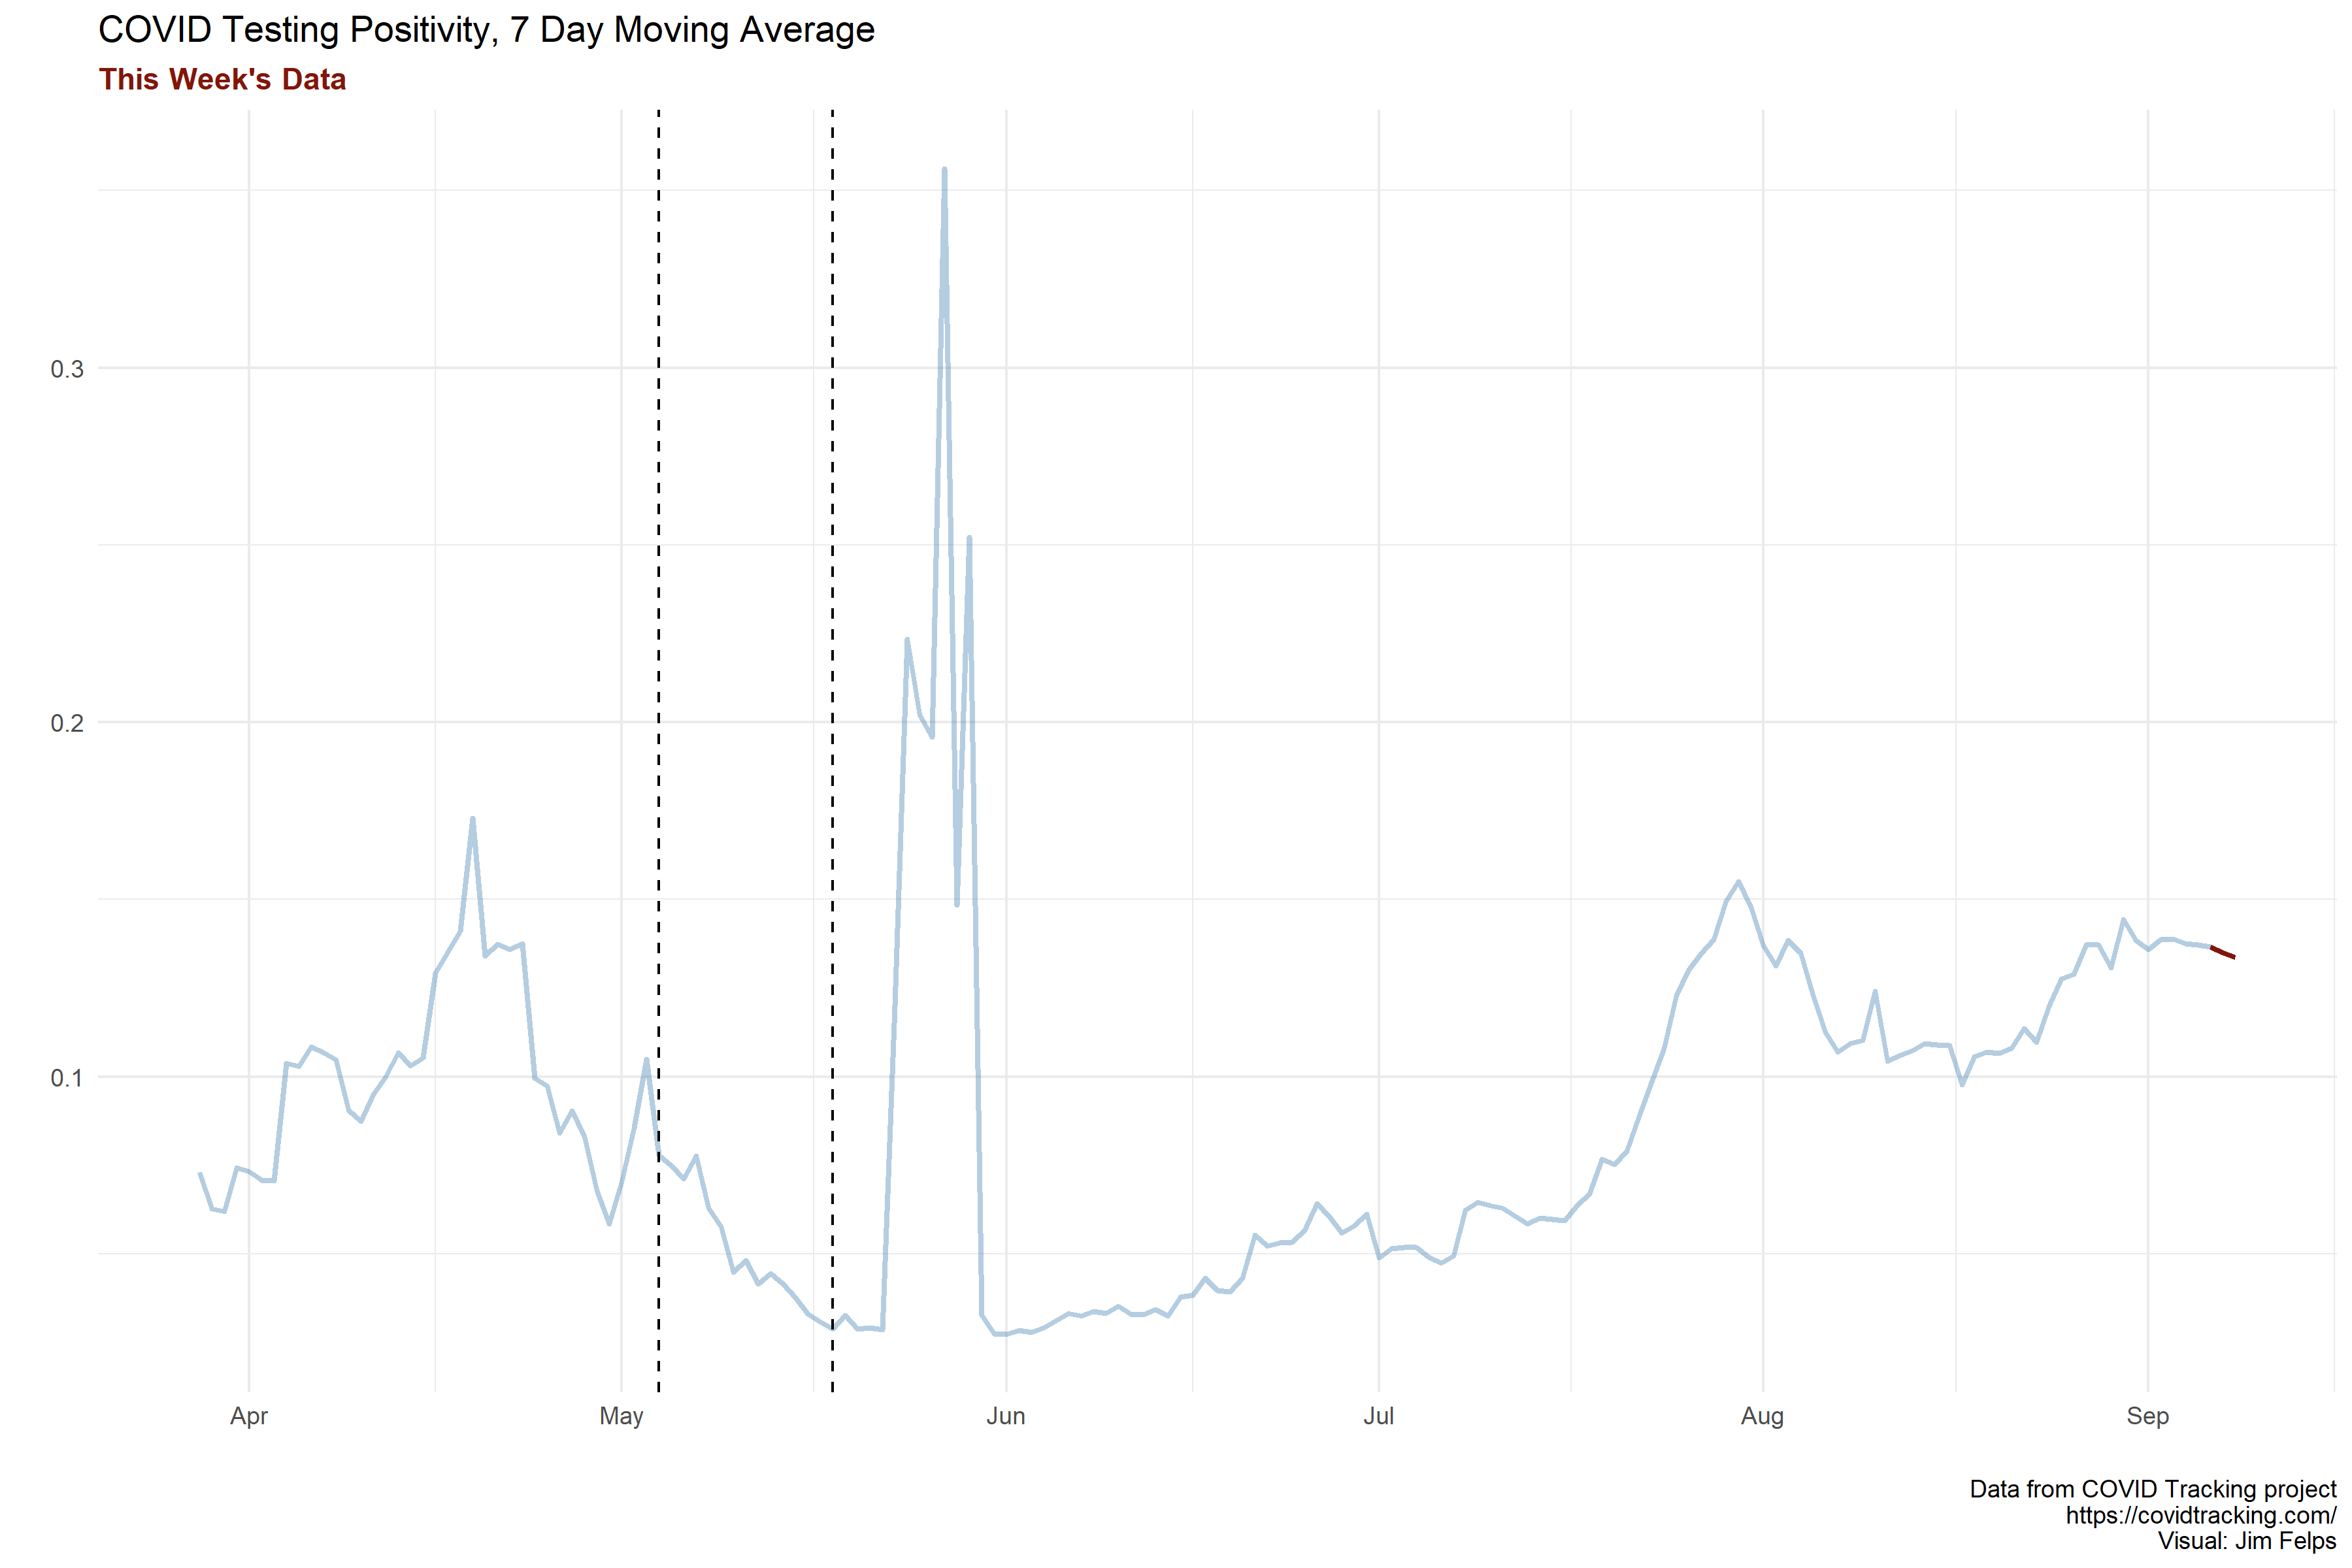 COVID Testing Positivity, 7 Day Moving Average
This Week's Data
0.3
0.2
0.1
Apr May Jun Jul Aug Sep
Data from COVID Tracking project
https://covidtracking.com/
Visual: Jim Felps